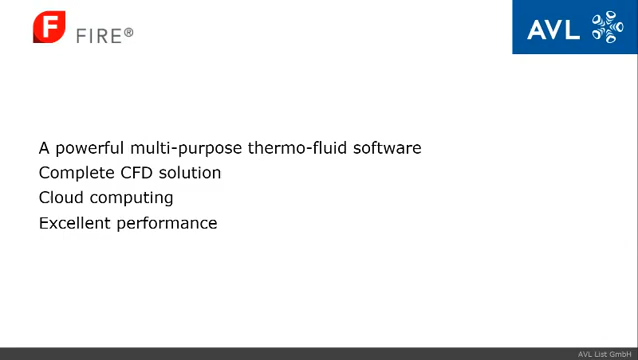 F FIRE®
AVL
A powerful multi-purpose thermo-fluid software
Complete CFD solution
Cloud computing
Excellent performance
AVL List GmbH